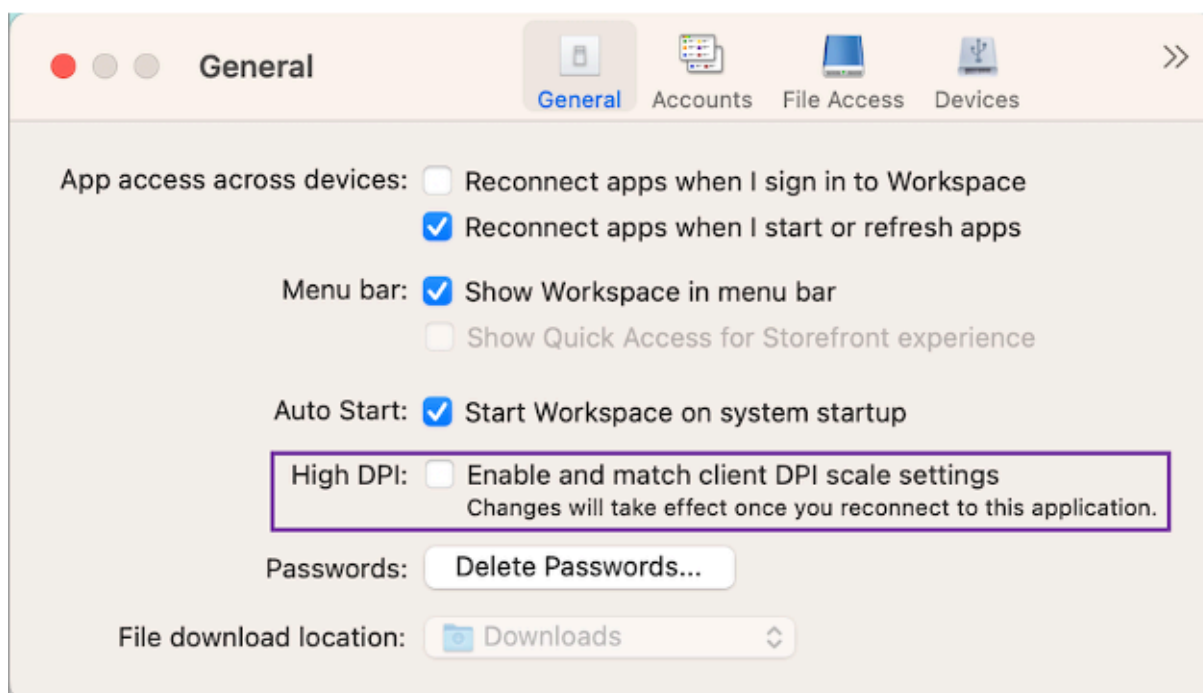 General
General
Accounts
File Access
Devices
App access across devices: Reconnect apps when I sign in to Workspace
Reconnect apps when I start or refresh apps
Menu bar: Show Workspace in menu bar
Show Quick Access for Storefront experience
Auto Start: Start Workspace on system startup
High DPI: Enable and match client DPI scale settings
Changes will take effect once you reconnect to this application.
Passwords: Delete Passwords...
File download location: Downloads